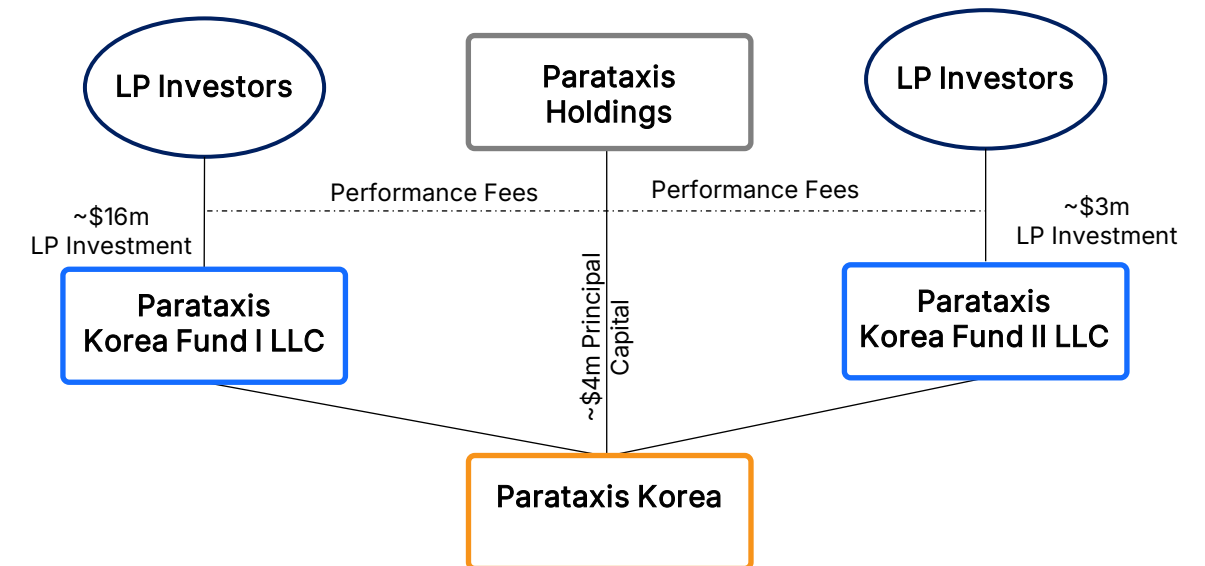 LP Investors
Parataxis
Holdings
LP Investors
Performance Fees
Performance Fees
~$16m
LP Investment
~$3m
LP Investment
~$4m Principal
Capital
Parataxis
Korea Fund I LLC
Parataxis
Korea Fund II LLC
Parataxis Korea